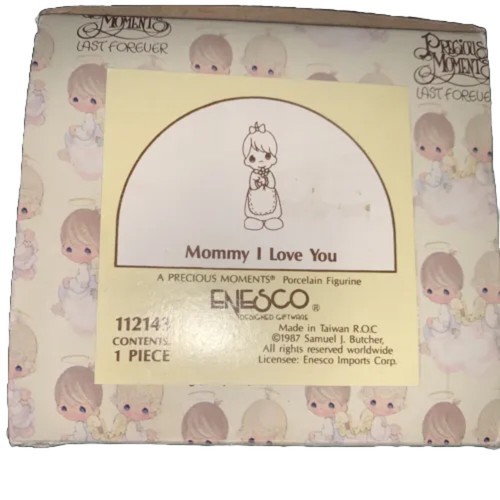 MOMENTS
LAST FOREVER
PRECIOUS
MOMENTS
LAST FOREVER
Mommy I Love You
A PRECIOUS MOMENTS® Porcelain Figurine
ENESCO®
DESIGNED GIFTWARE
112143
CONTENTS:
1 PIECE
Made in Taiwan R.O.C
©1987 Samuel J. Butcher,
All rights reserved worldwide
Licensee: Enesco Imports Corp.